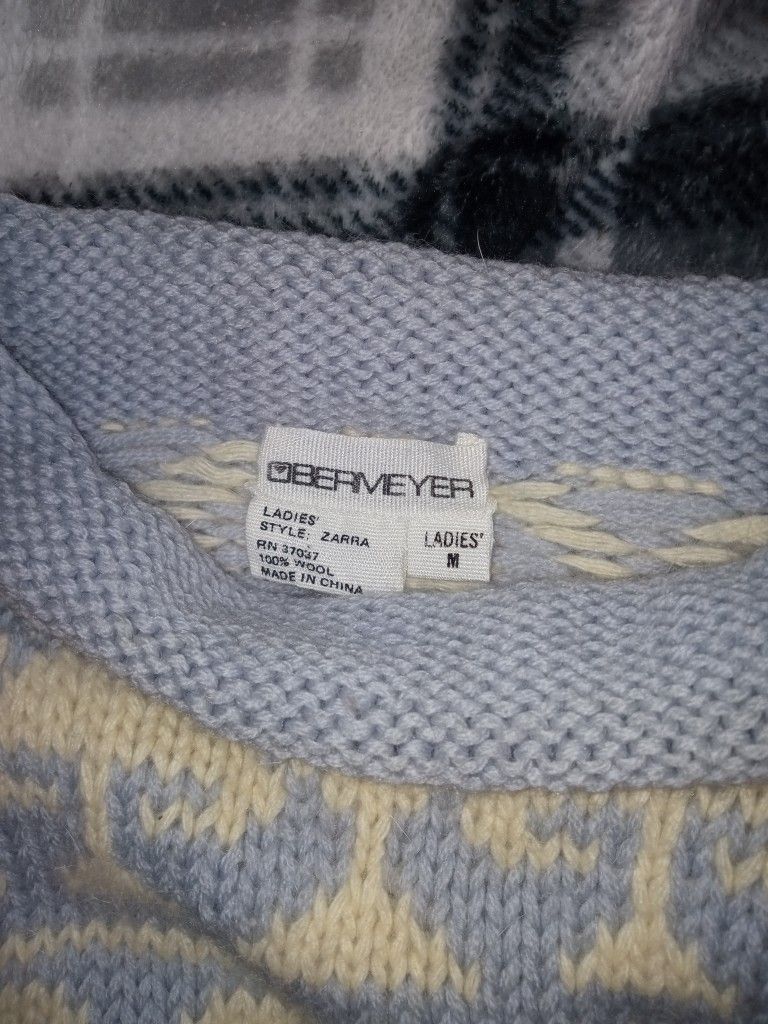 OBERMEYER
LADIES'
STYLE: ZARRA
RN 37037
100% WOOL
MADE IN CHINA
LADIES'
M